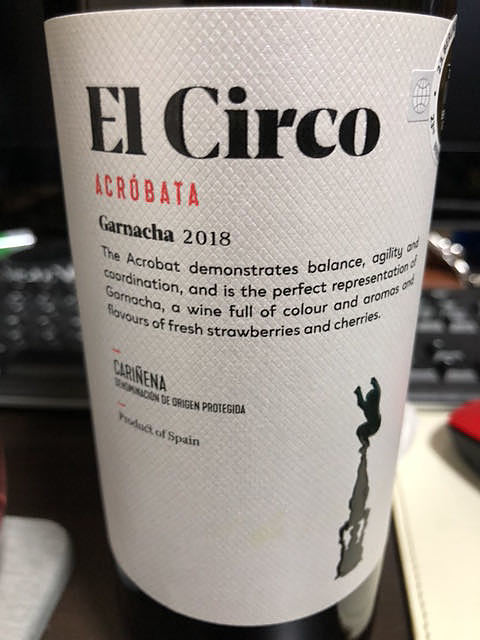 El Circo
ACRÓBATA
Garnacha 2018
The Acrobat demonstrates balance, agility and
coordination, and is the perfect representation of
Garnacha, a wine full of colour and aromas and
flavours of fresh strawberries and cherries.
CARIÑENA
DENOMINACIÓN DE ORIGEN PROTEGIDA
Product of Spain